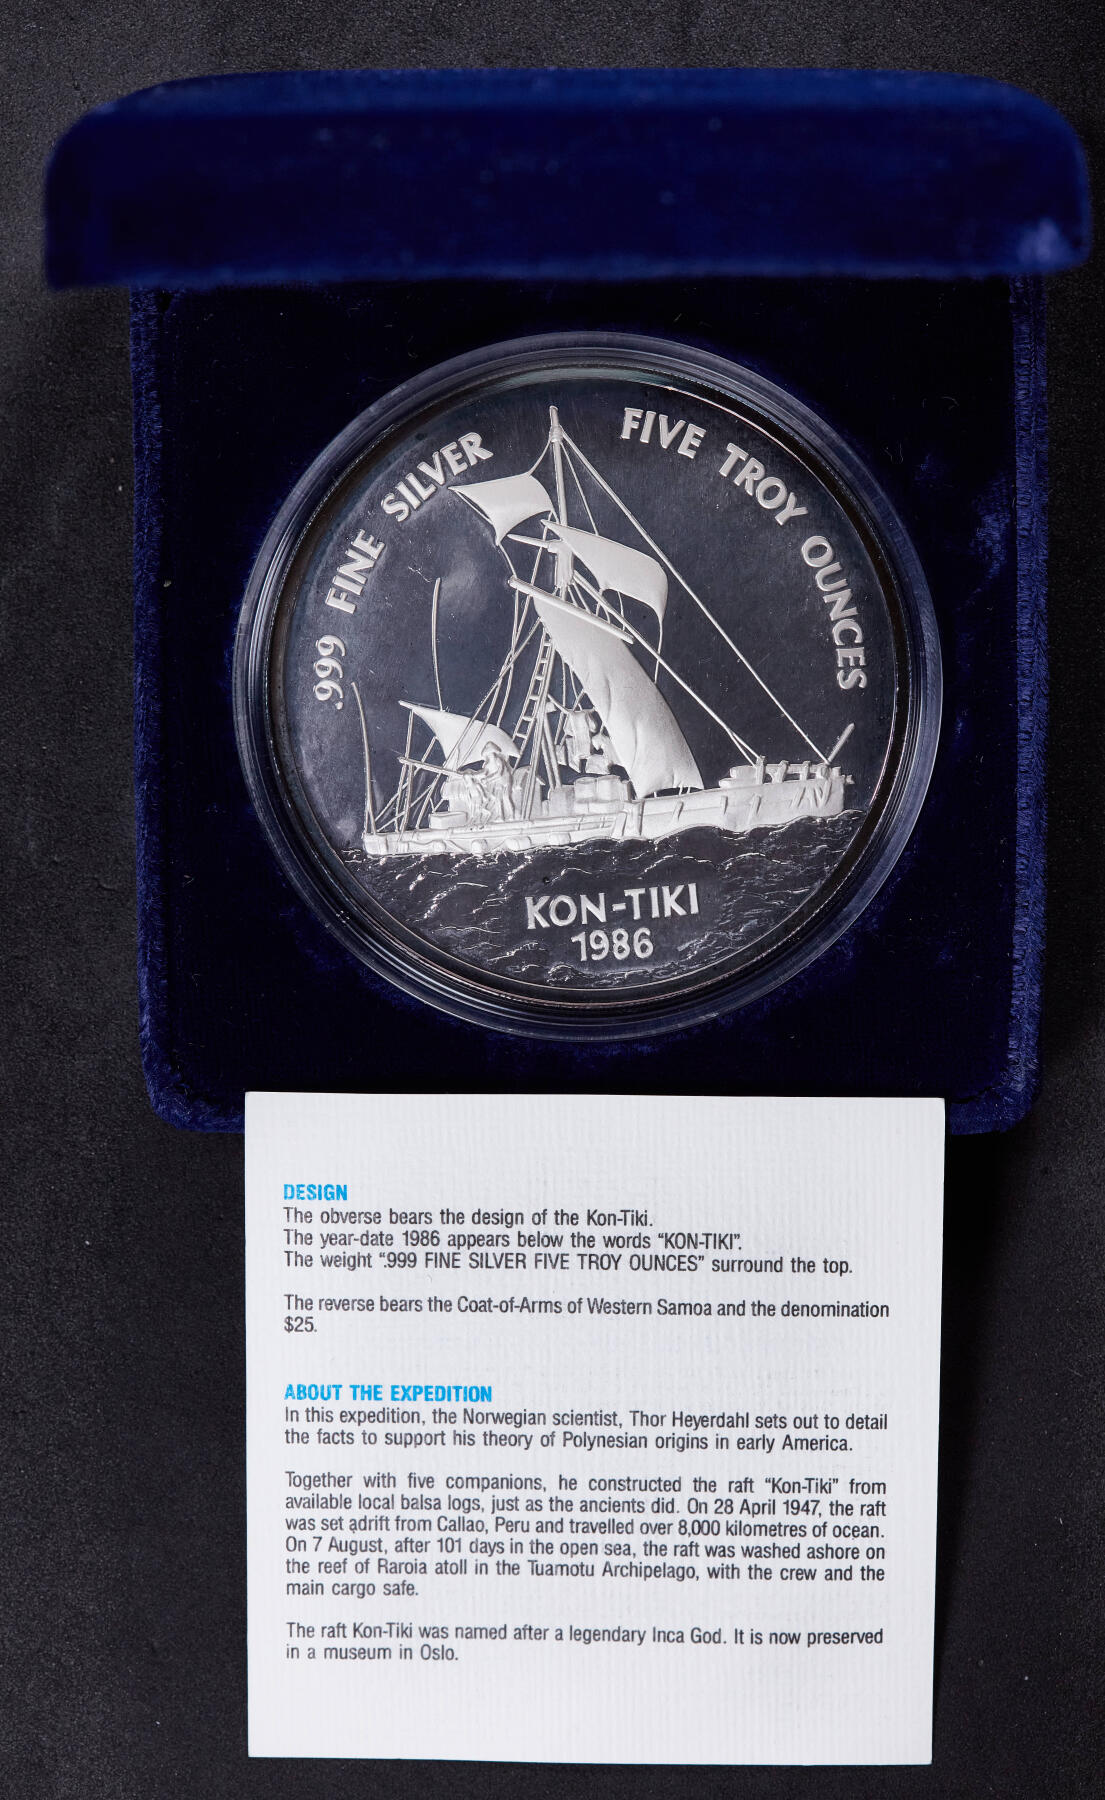 .999 FINE SILVER FIVE TROY OUNCES
KON-TIKI
1986
DESIGN
The obverse bears the design of the Kon-Tiki.
The year-date 1986 appears below the words “KON-TIKI”.
The weight “.999 FINE SILVER FIVE TROY OUNCES” surround the top.
The reverse bears the Coat-of-Arms of Western Samoa and the denomination
$25.
ABOUT THE EXPEDITION
In this expedition, the Norwegian scientist, Thor Heyerdahl sets out to detail
the facts to support his theory of Polynesian origins in early America.
Together with five companions, he constructed the raft “Kon-Tiki” from
available local balsa logs, just as the ancients did. On 28 April 1947, the raft
was set adrift from Callao, Peru and travelled over 8,000 kilometres of ocean.
On 7 August, after 101 days in the open sea, the raft was washed ashore on
the reef of Raroia atoll in the Tuamotu Archipelago, with the crew and the
main cargo safe.
The raft Kon-Tiki was named after a legendary Inca God. It is now preserved
in a museum in Oslo.